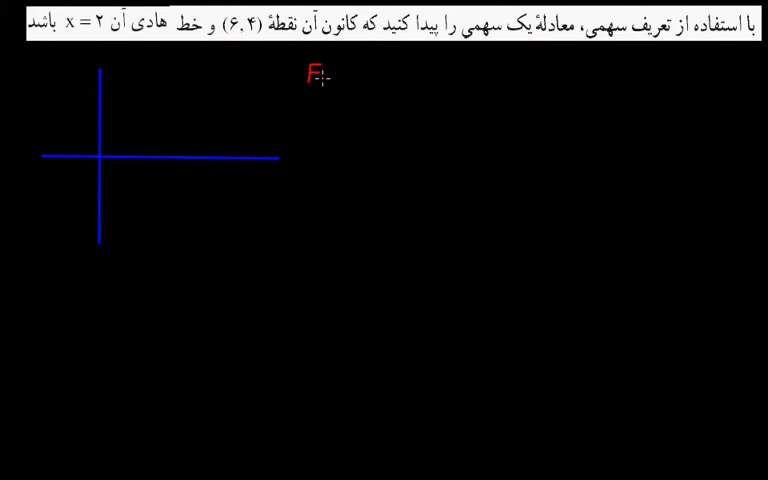 با استفاده از تعریف سهمی، معادلهٔ یک سهمی را پیدا کنید که کانون آن نقطهٔ (۶,۴) و خط هادی آن x = ۲ باشد
F